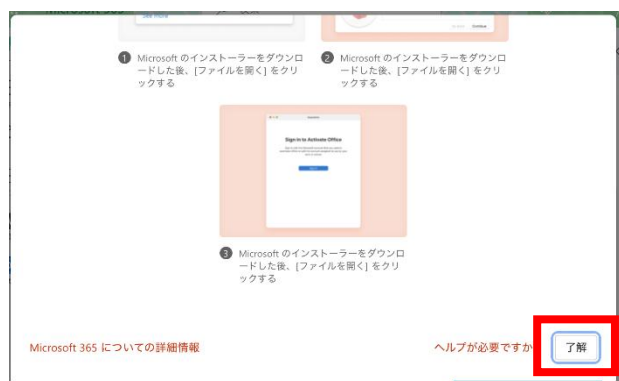 Microsoft 365
❶ Microsoft のインストーラーをダウンロ
ードした後、[ファイルを開く] をクリ
ックする
❷ Microsoft のインストーラーをダウンロ
ードした後、[ファイルを開く] をクリ
ックする
Sign In to Activate Office
❸ Microsoft のインストーラーをダウンロ
ードした後、[ファイルを開く] をクリ
ックする
Microsoft 365 についての詳細情報
ヘルプが必要ですか
了解